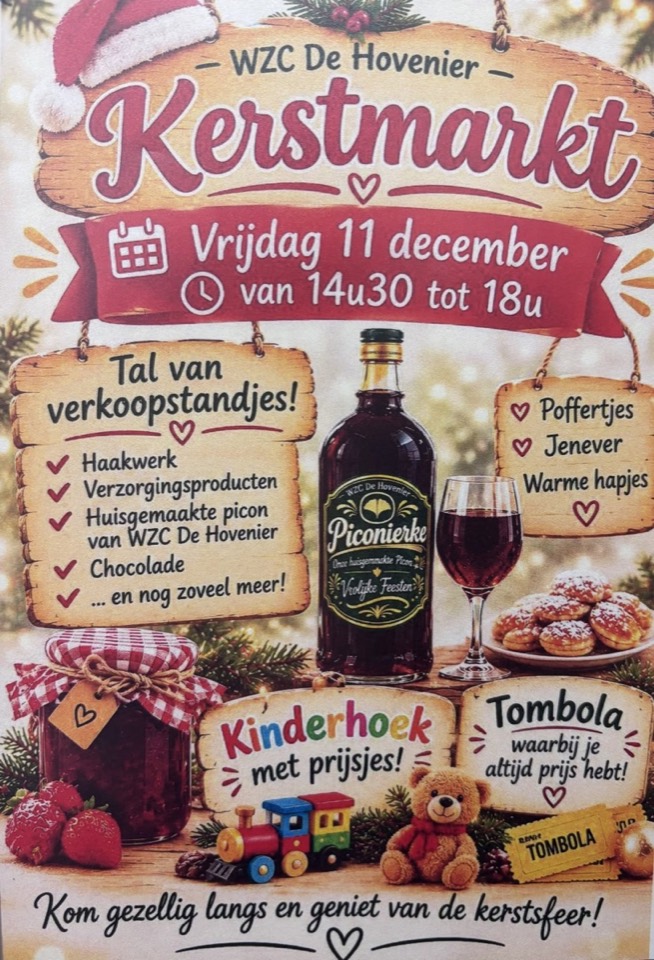 WZC De Hovenier
Kerstmarkt
Vrijdag 11 december
van 14u30 tot 18u
Tal van
verkoopstandjes!
Haakwerk
Verzorgingsproducten
Huisgemaakte picon
van WZC De Hovenier
Chocolade
... en nog zoveel meer!
WZC De Hovenier
Piconierke
Onze huisgemmakte Picon
Vrolijke Feesten
Poffertjes
Jenever
Warme hapjes
Kinderhoek
met prijsjes!
Tombola
waarbij je
altijd prijs hebt!
TOMBOLA
Kom gezellig langs en geniet van de kerstsfeer!